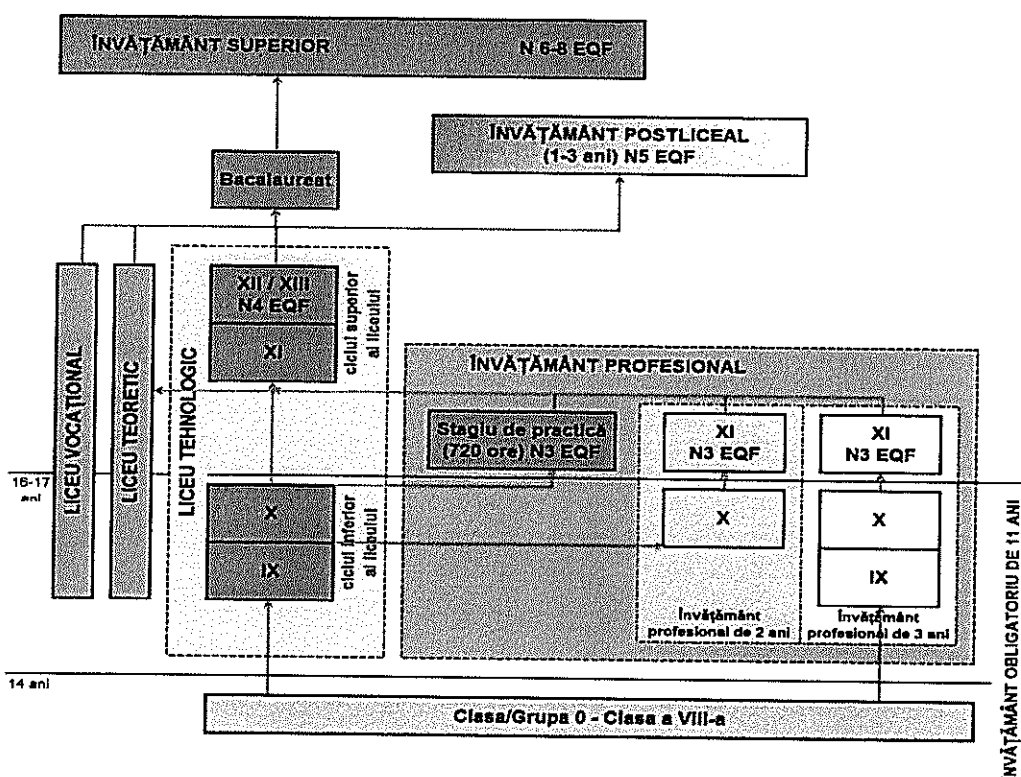 ÎNVĂȚĂMÂNT SUPERIOR N 6-8 EQF
ÎNVĂȚĂMÂNT POSTLICEAL
(1-3 ani) N5 EQF
Bacalaureat
LICEU VOCAȚIONAL
LICEU TEORETIC
LICEU TEHNOLOGIC
XII / XIII
N4 EQF
XI
ciclul superior
al liceului
ÎNVĂȚĂMÂNT PROFESIONAL
Stagiu de practică
(720 ore) N3 EQF
XI
N3 EQF
XI
N3 EQF
16-17
ani
X
IX
ciclul inferior
al liceului
X
X
IX
Învățământ
profesional de 2 ani
Învățământ
profesional de 3 ani
14 ani
Clasa/Grupa 0 - Clasa a VIII-a
NVĂȚĂMÂNT OBLIGATORIU DE 11 ANI